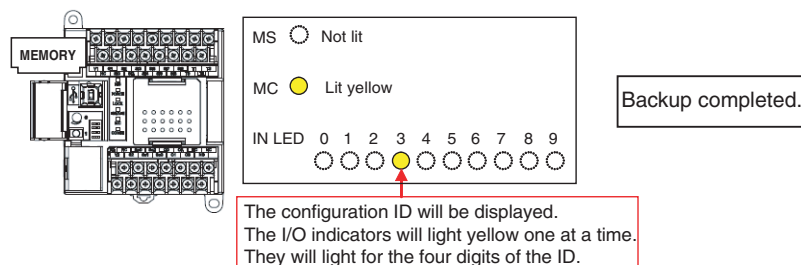 MEMORY
MS Not lit
MC Lit yellow
IN LED 0 1 2 3 4 5 6 7 8 9
Backup completed.
The configuration ID will be displayed.
The I/O indicators will light yellow one at a time.
They will light for the four digits of the ID.